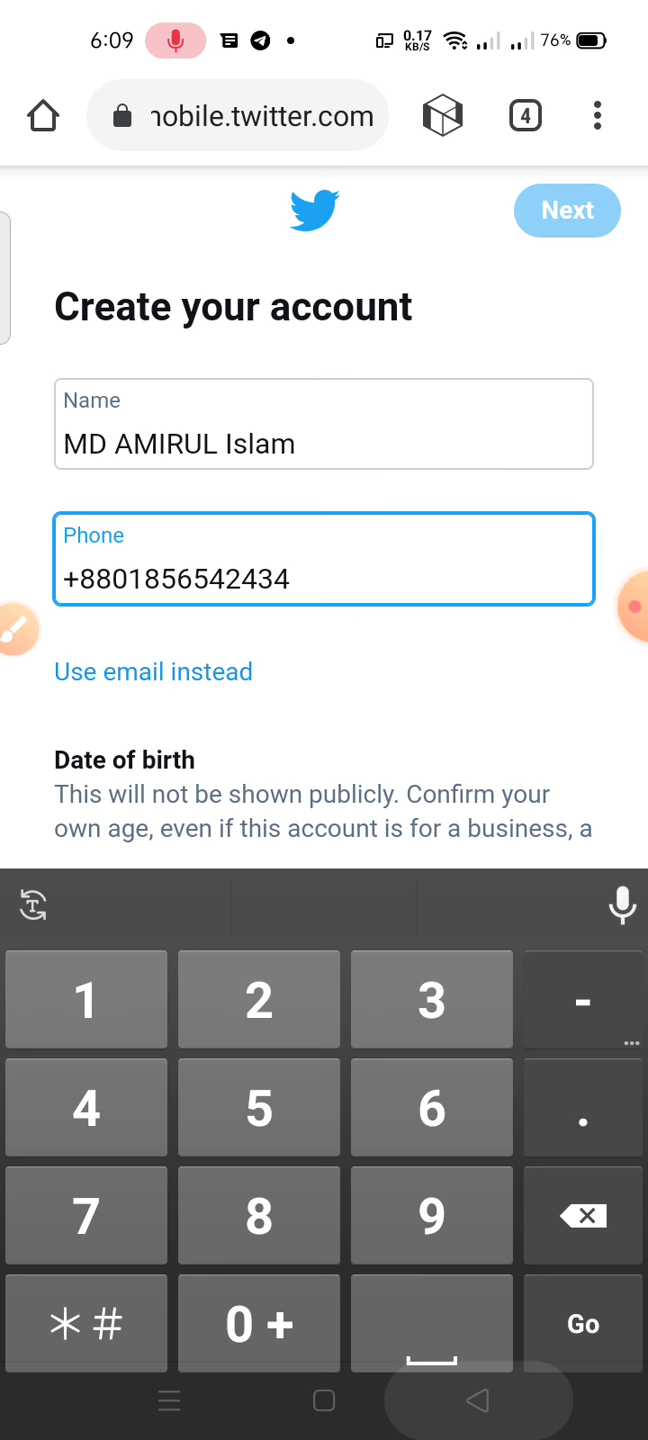 6:09 0.17 KB/S 76%
nobile.twitter.com 4
Next
Create your account
Name
MD AMIRUL Islam
Phone
+8801856542434
Use email instead
Date of birth
This will not be shown publicly. Confirm your
own age, even if this account is for a business, a
1 2 3 -
4 5 6 .
7 8 9
* # 0 + Go